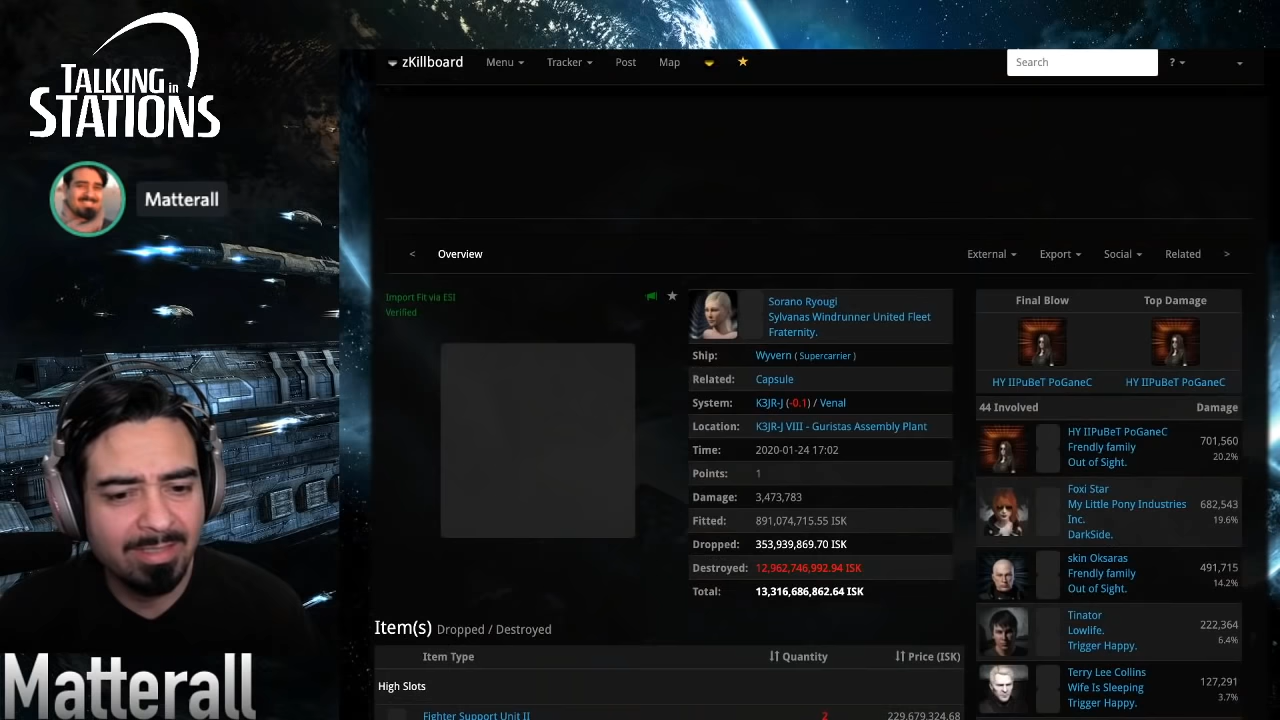 TALKING in
STATIONS
Matterall
Matterall
zKillboard Menu Tracker Post Map Search ?
< Overview External Export Social Related >
Import Fit via ESI
Verified
Sorano Ryougi
Sylvanas Windrunner United Fleet
Fraternity.
Ship: Wyvern ( Supercarrier )
Related: Capsule
System: K3JR-J (-0.1) / Venal
Location: K3JR-J VIII - Guristas Assembly Plant
Time: 2020-01-24 17:02
Points: 1
Damage: 3,473,783
Fitted: 891,074,715.55 ISK
Dropped: 353,939,869.70 ISK
Destroyed: 12,962,746,992.94 ISK
Total: 13,316,686,862.64 ISK
Final Blow Top Damage
HY IIPuBeT PoGaneC HY IIPuBeT PoGaneC
44 Involved Damage
HY IIPuBeT PoGaneC 701,560
Frendly family 20.2%
Out of Sight.
Foxi Star
My Little Pony Industries 682,543
Inc. 19.6%
DarkSide.
skin Oksaras 491,715
Frendly family 14.2%
Out of Sight.
Tinator 222,364
Lowlife. 6.4%
Trigger Happy.
Terry Lee Collins 127,291
Wife Is Sleeping 3.7%
Trigger Happy.
Item(s) Dropped / Destroyed
Item Type Quantity Price (ISK)
High Slots
Fighter Support Unit II 2 229,679,324.68